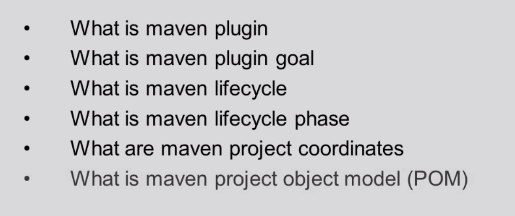 • What is maven plugin
• What is maven plugin goal
• What is maven lifecycle
• What is maven lifecycle phase
• What are maven project coordinates
• What is maven project object model (POM)